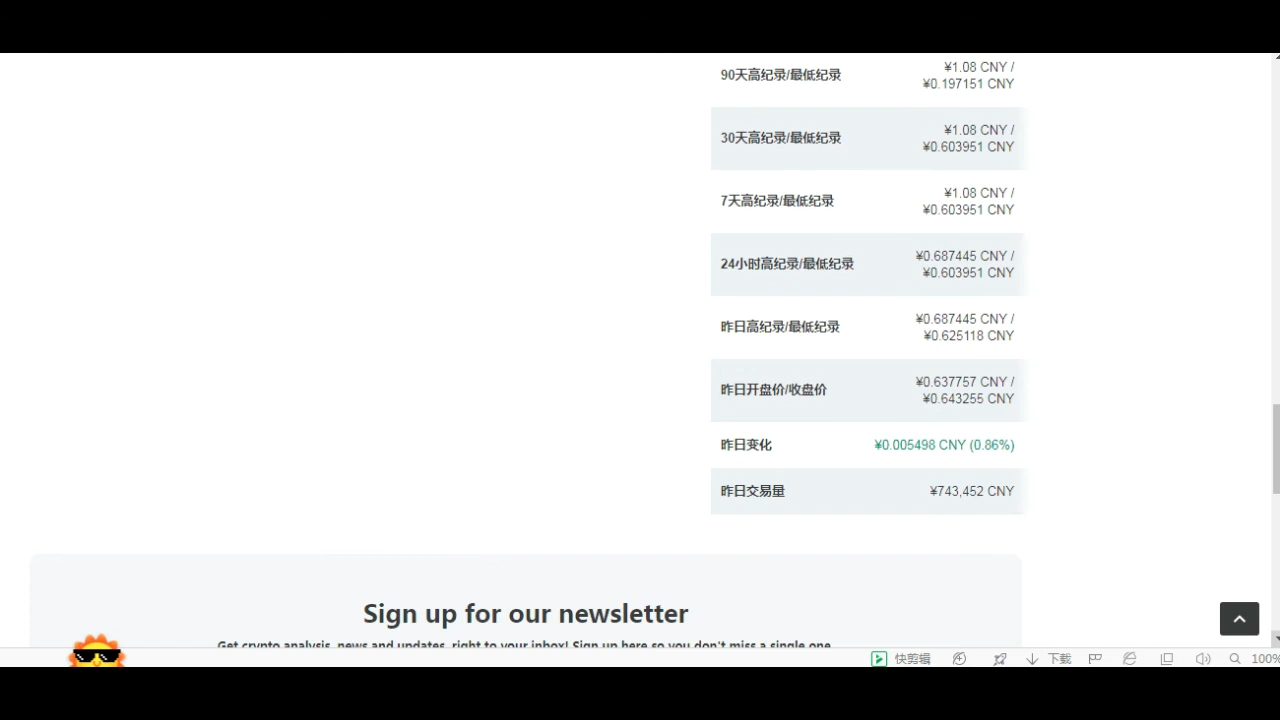 90天高纪录/最低纪录
¥1.08 CNY /
¥0.197151 CNY
30天高纪录/最低纪录
¥1.08 CNY /
¥0.603951 CNY
7天高纪录/最低纪录
¥1.08 CNY /
¥0.603951 CNY
24小时高纪录/最低纪录
¥0.687445 CNY /
¥0.603951 CNY
昨日高纪录/最低纪录
¥0.687445 CNY /
¥0.625118 CNY
昨日开盘价/收盘价
¥0.637757 CNY /
¥0.643255 CNY
昨日变化
¥0.005498 CNY (0.86%)
昨日交易量
¥743,452 CNY
Sign up for our newsletter
Get crypto analysis, news and updates, right to your inbox! Sign up here so you don't miss a single one.
快剪辑
下载
100%